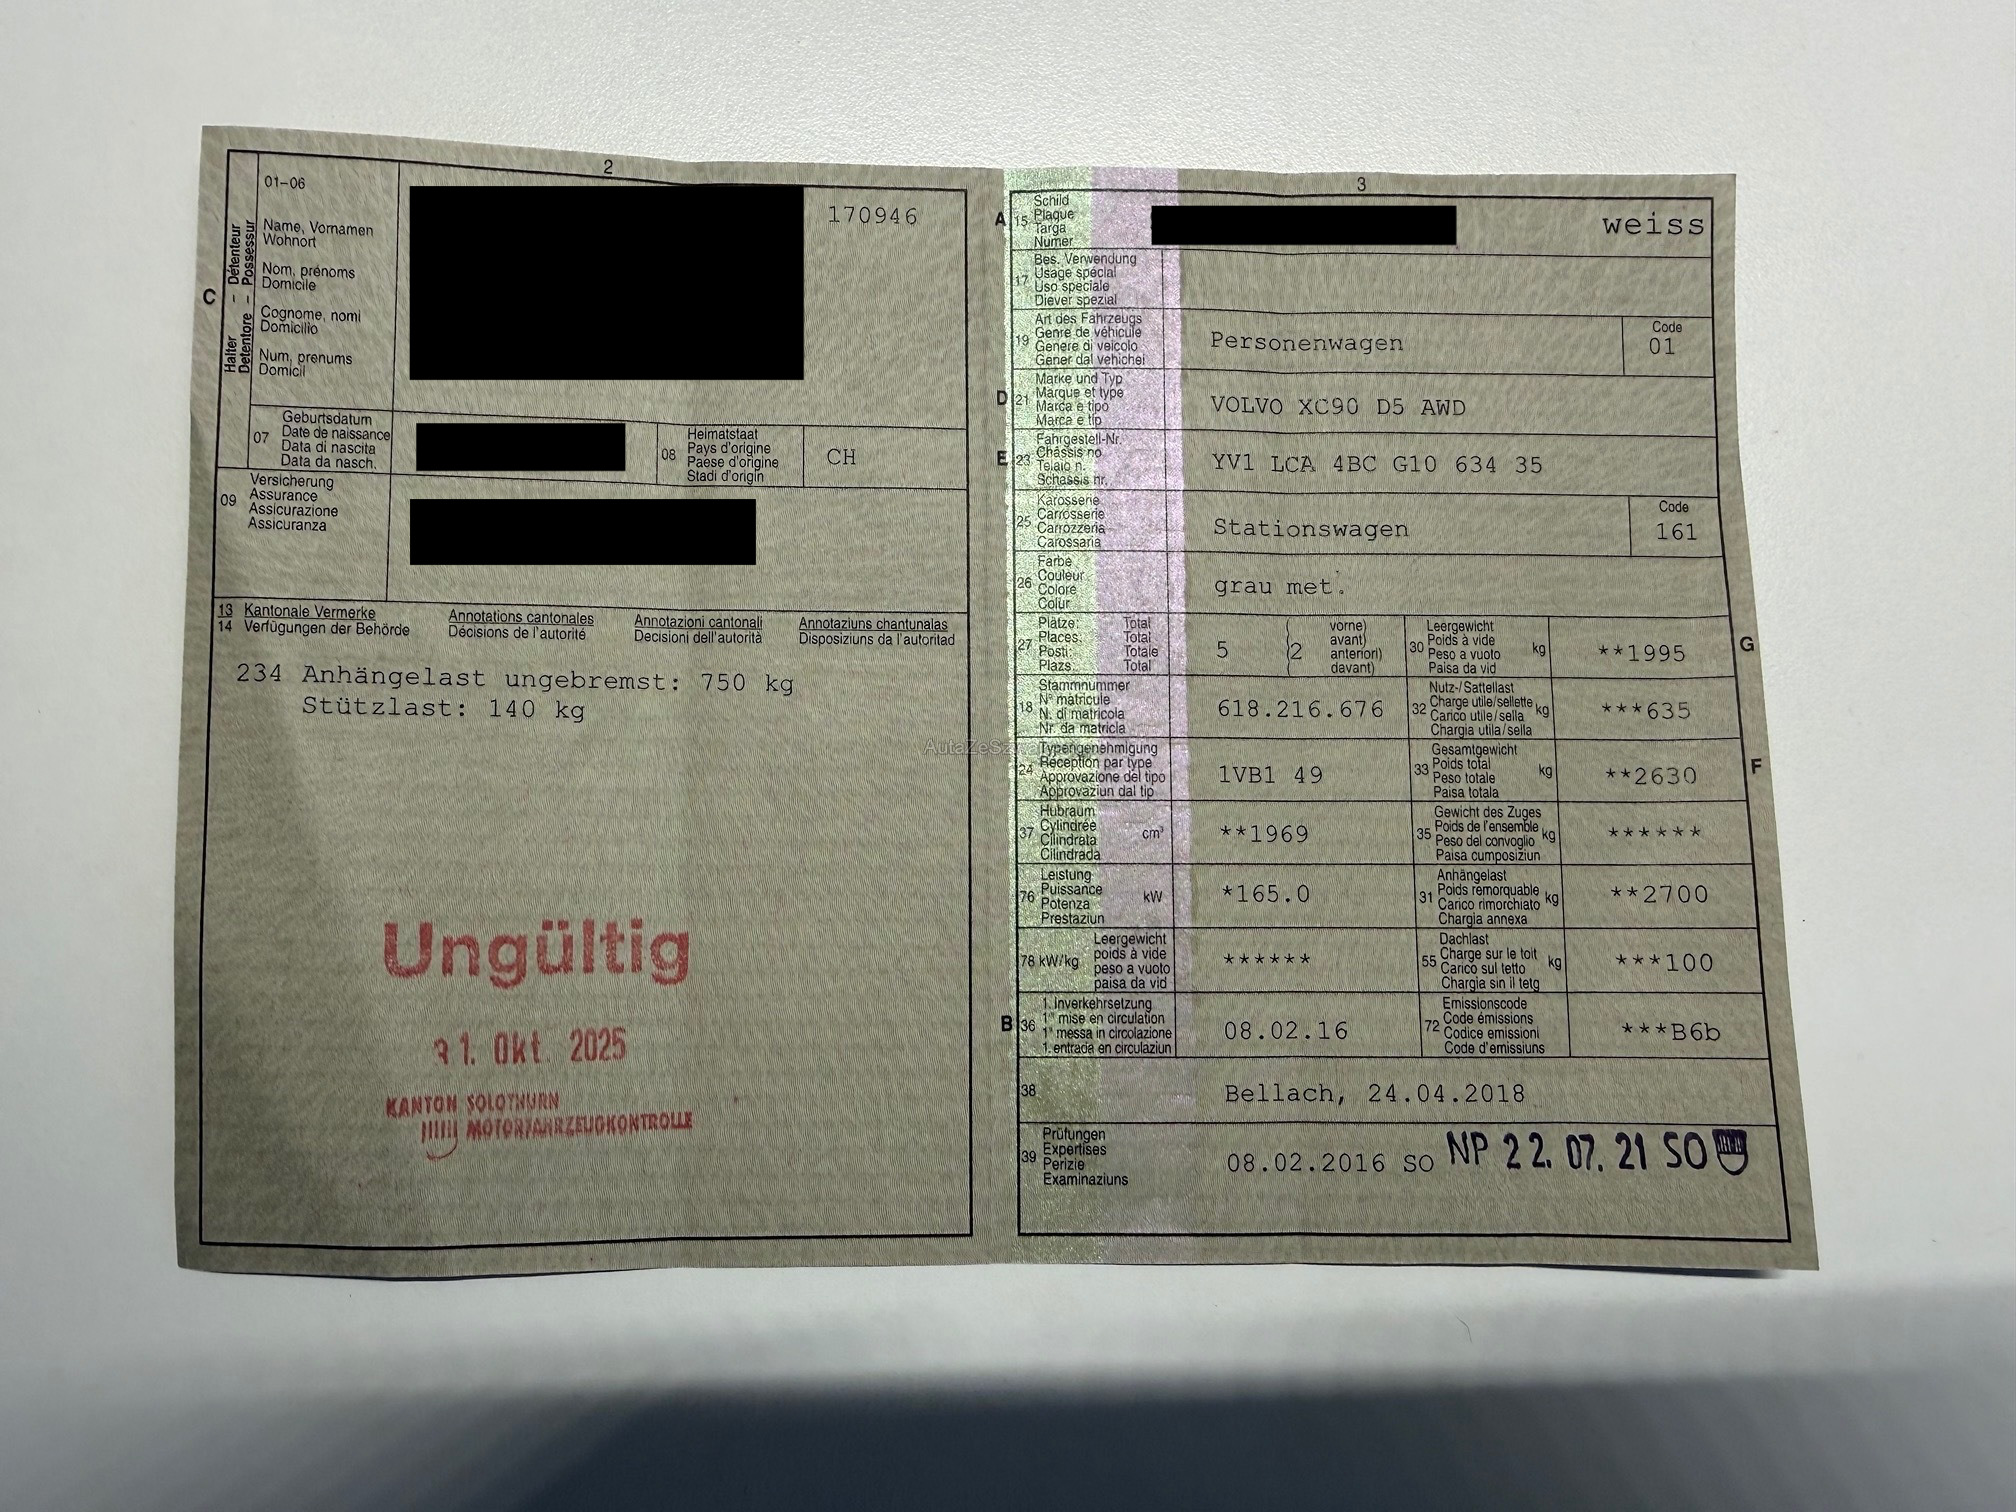 2
01-06
Halter - Détenteur
Detentore - Possessur
C
Name, Vornamen
Wohnort
Nom, prénoms
Domicile
Cognome, nomi
Domicilio
Num, prenums
Domicil
170946
07
Geburtsdatum
Date de naissance
Data di nascita
Data da nasch.
08
Heimatstaat
Pays d'origine
Paese d'origine
Stadi d'origin
CH
09
Versicherung
Assurance
Assicurazione
Assicuranza
13 Kantonale Vermerke Annotations cantonales Annotazioni cantonali Annotaziuns chantunalas
14 Verfügungen der Behörde Décisions de l'autorité Decisioni dell'autorità Disposiziuns da l'autoritad
234 Anhängelast ungebremst: 750 kg
Stützlast: 140 kg
Ungültig
31. Okt. 2025
KANTON SOLOTHURN
MOTORFAHRZEUGKONTROLLE
3
A 15
Schild
Plaque
Targa
Numer
weiss
17
Bes. Verwendung
Usage spécial
Uso speciale
Diever spezial
19
Art des Fahrzeugs
Genre de véhicule
Genere di veicolo
Gener dal vehichel
Personenwagen
Code
01
D 21
Marke und Typ
Marque et type
Marca e tipo
Marca e tip
VOLVO XC90 D5 AWD
E 23
Fahrgestell-Nr.
Châssis no
Telaio n.
Schassis nr.
YV1 LCA 4BC G10 634 35
25
Karosserie
Carrosserie
Carrozzeria
Carossaria
Stationswagen
Code
161
26
Farbe
Couleur
Colore
Colur
grau met.
27
Plätze: Total
Places: Total
Posti: Totale
Plazs: Total
5
( vorne)
2 avant)
anteriori)
( davant)
30
Leergewicht
Poids à vide
Peso a vuoto
Paisa da vid
kg
**1995
G
18
Stammnummer
N° matricule
N. di matricola
Nr. da matricla
618.216.676
32
Nutz-/Sattellast
Charge utile/sellette
Carico utile/sella
Chargia utila/sella
kg
***635
24
Typengenehmigung
Réception par type
Approvazione del tipo
Approvaziun dal tip
1VB1 49
33
Gesamtgewicht
Poids total
Peso totale
Paisa totala
kg
**2630
F
37
Hubraum
Cylindrée
Cilindrata
Cilindrada
cm³
**1969
35
Gewicht des Zuges
Poids de l'ensemble
Peso del convoglio
Paisa cumposiziun
kg
******
76
Leistung
Puissance
Potenza
Prestaziun
kW
*165.0
31
Anhängelast
Poids remorquable
Carico rimorchiato
Chargia annexa
kg
**2700
78 kW/kg
Leergewicht
poids à vide
peso a vuoto
paisa da vid
******
55
Dachlast
Charge sur le toit
Carico sul tetto
Chargia sin il tetg
kg
***100
B 36
1. Inverkehrsetzung
1re mise en circulation
1a messa in circolazione
1. entrada en circulaziun
08.02.16
72
Emissionscode
Code émissions
Codice emissioni
Code d'emissiuns
***B6b
38
Bellach, 24.04.2018
39
Prüfungen
Expertises
Perizie
Examinaziuns
08.02.2016 SO NP 22. 07. 21 SO